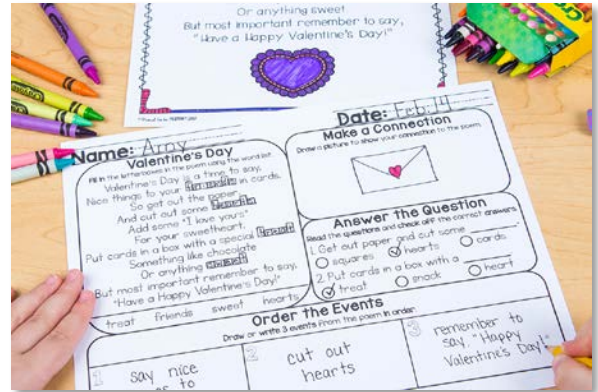 Or anything sweet.
But most important remember to say,
"Have a Happy Valentine's Day!"
Name: Amy
Date: Feb. 14
Valentine's Day
Fill in the letter boxes in the poem using the word list.
Valentine's Day is a time to say,
Nice things to your friends in cards.
So get out the paper
And cut out some hearts
Add some "I love you's"
For your sweetheart.
Put cards in a box with a special treat
Something like chocolate
Or anything sweet
But most important remember to say,
"Have a Happy Valentine's Day!"
treat friends sweet hearts
Make a Connection
Draw a picture to show your connection to the poem.
Answer the Question
Read the questions and check off the correct answers.
1. Get out paper and cut some
squares hearts cards
2. Put cards in a box with a
treat snack heart
Order the Events
Draw or write 3 events from the poem in order.
1
say nice
to
2
cut out
hearts
3
remember to
say, "Happy
Valentine's Day!"